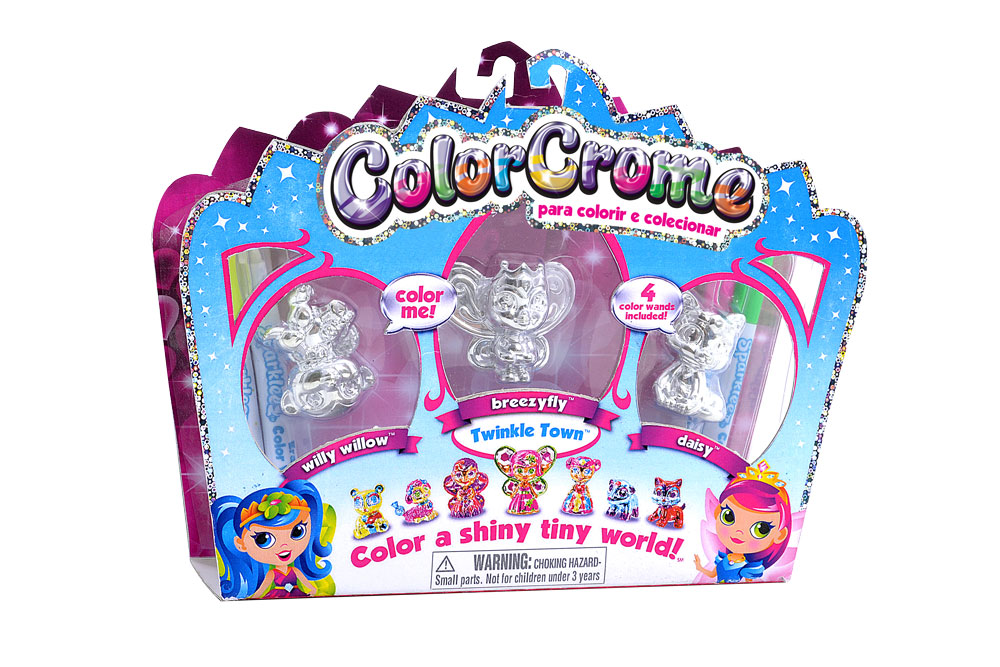 ColorCrome
para colorir e colecionar
color
me!
4
color wands
included!
breezyfly™
Twinkle Town™
willy willow™
daisy™
Color a shiny tiny world!℠
WARNING: CHOKING HAZARD-
Small parts. Not for children under 3 years